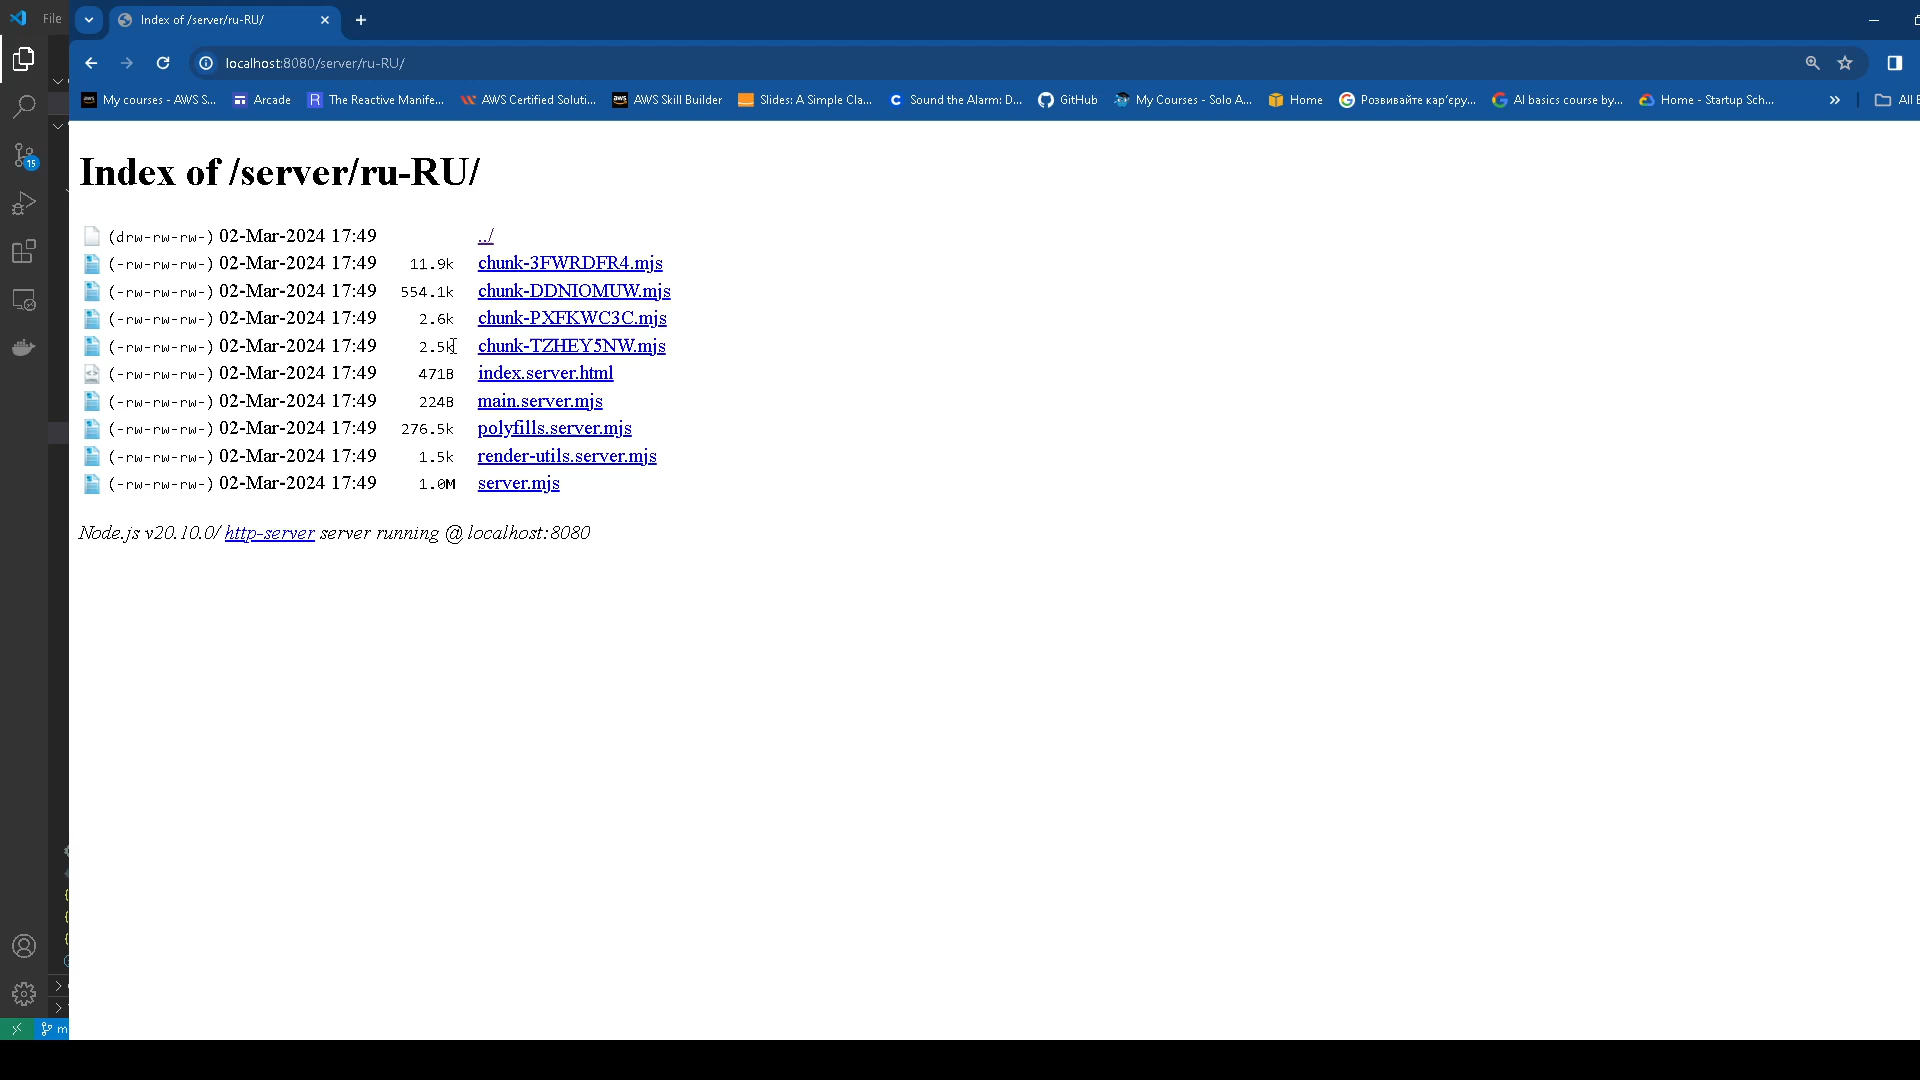 File
Index of /server/ru-RU/
localhost:8080/server/ru-RU/
My courses - AWS S...
Arcade
The Reactive Manife...
AWS Certified Soluti...
AWS Skill Builder
Slides: A Simple Cla...
Sound the Alarm: D...
GitHub
My Courses - Solo A...
Home
Розвивайте кар’єру...
AI basics course by...
Home - Startup Sch...
All
15
Index of /server/ru-RU/
(drw-rw-rw-) 02-Mar-2024 17:49 ../
(-rw-rw-rw-) 02-Mar-2024 17:49 11.9k chunk-3FWRDFR4.mjs
(-rw-rw-rw-) 02-Mar-2024 17:49 554.1k chunk-DDNIOMUW.mjs
(-rw-rw-rw-) 02-Mar-2024 17:49 2.6k chunk-PXFKWC3C.mjs
(-rw-rw-rw-) 02-Mar-2024 17:49 2.5k chunk-TZHEY5NW.mjs
(-rw-rw-rw-) 02-Mar-2024 17:49 471B index.server.html
(-rw-rw-rw-) 02-Mar-2024 17:49 224B main.server.mjs
(-rw-rw-rw-) 02-Mar-2024 17:49 276.5k polyfills.server.mjs
(-rw-rw-rw-) 02-Mar-2024 17:49 1.5k render-utils.server.mjs
(-rw-rw-rw-) 02-Mar-2024 17:49 1.0M server.mjs
Node.js v20.10.0/ http-server server running @ localhost:8080